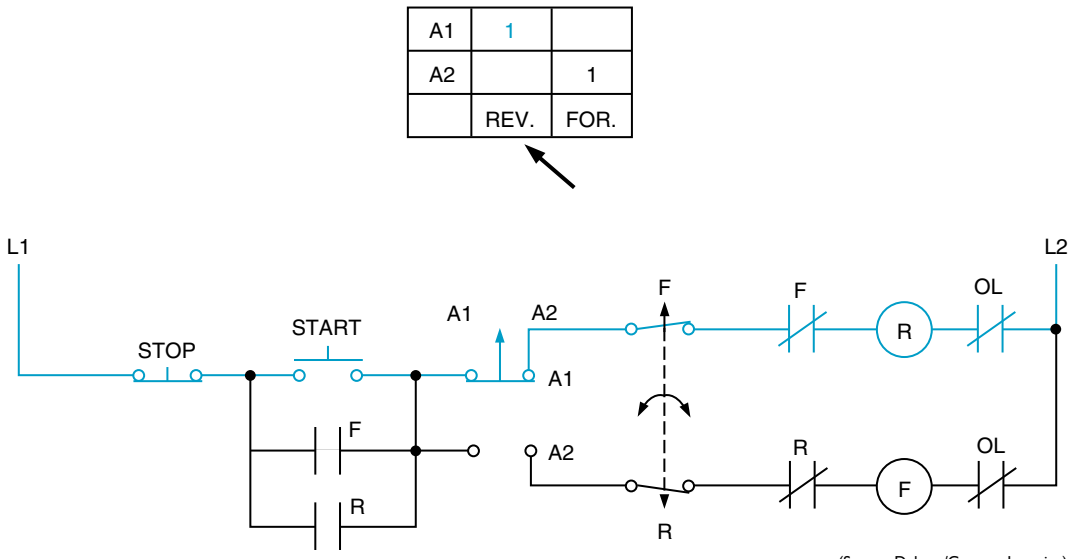 A1 1
A2 1
REV. FOR.
L1
L2
STOP
START
A1
A2
A1
F
F
R
OL
F
R
A2
R
R
F
OL